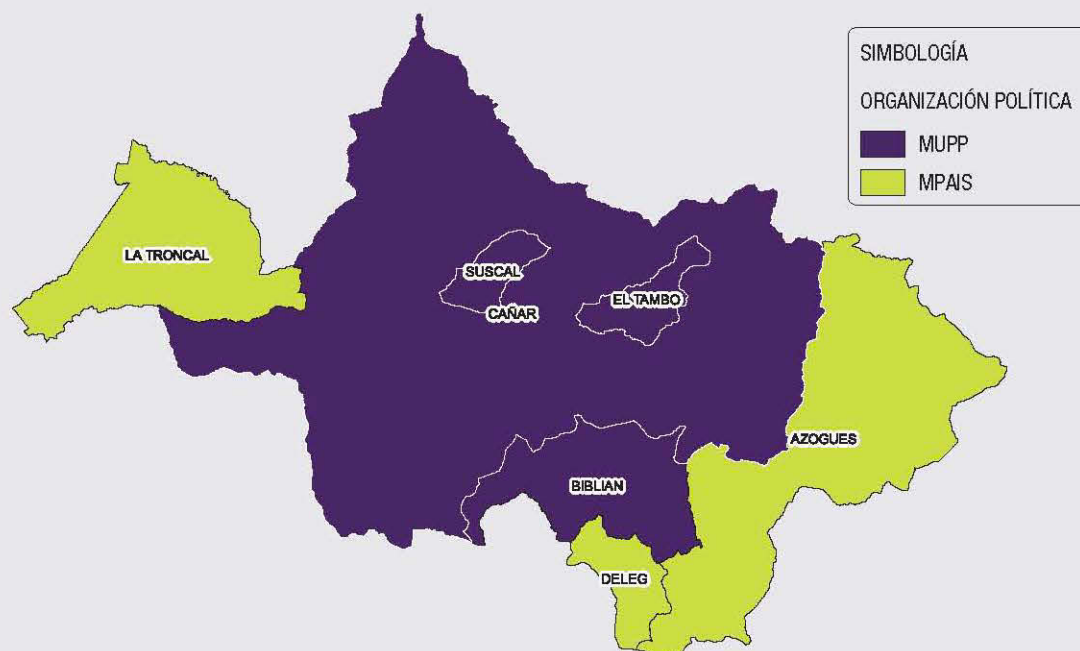 SIMBOLOGÍA
ORGANIZACIÓN POLÍTICA
MUPP
MPAIS
LA TRONCAL
SUSCAL
CAÑAR
EL TAMBO
AZOGUES
BIBLIAN
DELEG